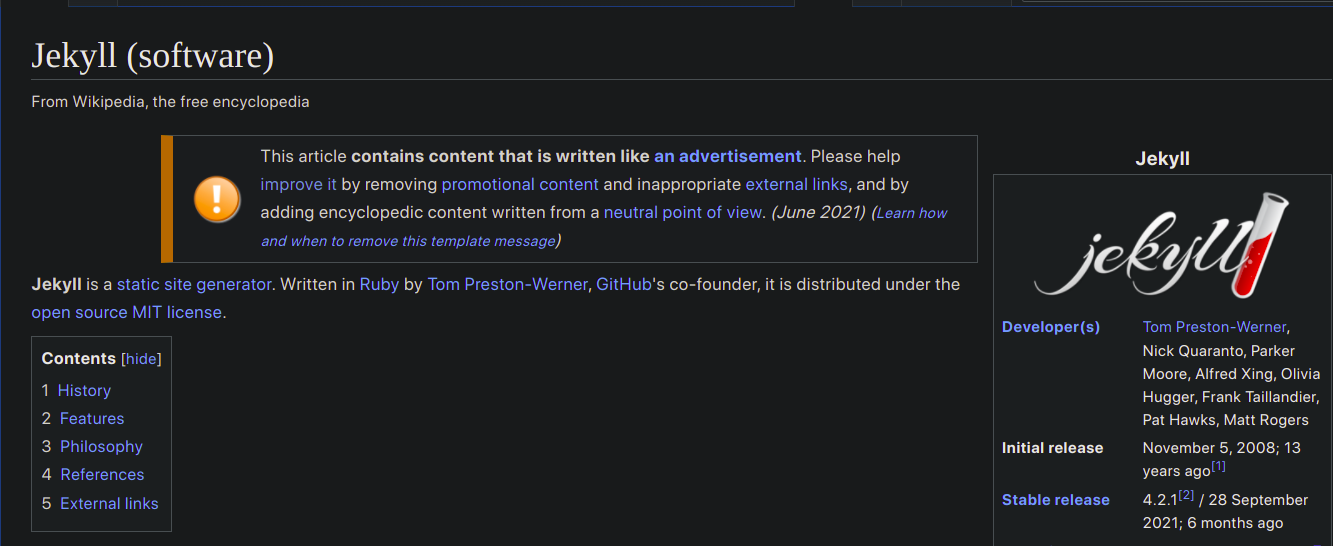 Jekyll (software)
From Wikipedia, the free encyclopedia
This article contains content that is written like an advertisement. Please help
improve it by removing promotional content and inappropriate external links, and by
adding encyclopedic content written from a neutral point of view. (June 2021) (Learn how
and when to remove this template message)
Jekyll is a static site generator. Written in Ruby by Tom Preston-Werner, GitHub's co-founder, it is distributed under the
open source MIT license.
Contents [hide]
1 History
2 Features
3 Philosophy
4 References
5 External links
Jekyll
jekyll
Developer(s) Tom Preston-Werner,
Nick Quaranto, Parker
Moore, Alfred Xing, Olivia
Hugger, Frank Taillandier,
Pat Hawks, Matt Rogers
Initial release November 5, 2008; 13
years ago[1]
Stable release 4.2.1[2] / 28 September
2021; 6 months ago